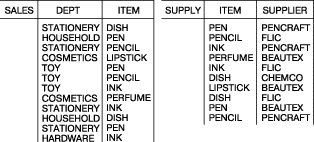 SALES DEPT ITEM SUPPLY ITEM SUPPLIER
STATIONERY DISH PEN PENCRAFT
HOUSEHOLD PEN PENCIL FLIC
STATIONERY PENCIL INK PENCRAFT
COSMETICS LIPSTICK PERFUME BEAUTEX
TOY PEN INK FLIC
TOY PENCIL DISH CHEMCO
TOY INK LIPSTICK BEAUTEX
COSMETICS PERFUME DISH FLIC
STATIONERY INK PEN BEAUTEX
HOUSEHOLD DISH PENCIL PENCRAFT
STATIONERY PEN
HARDWARE INK